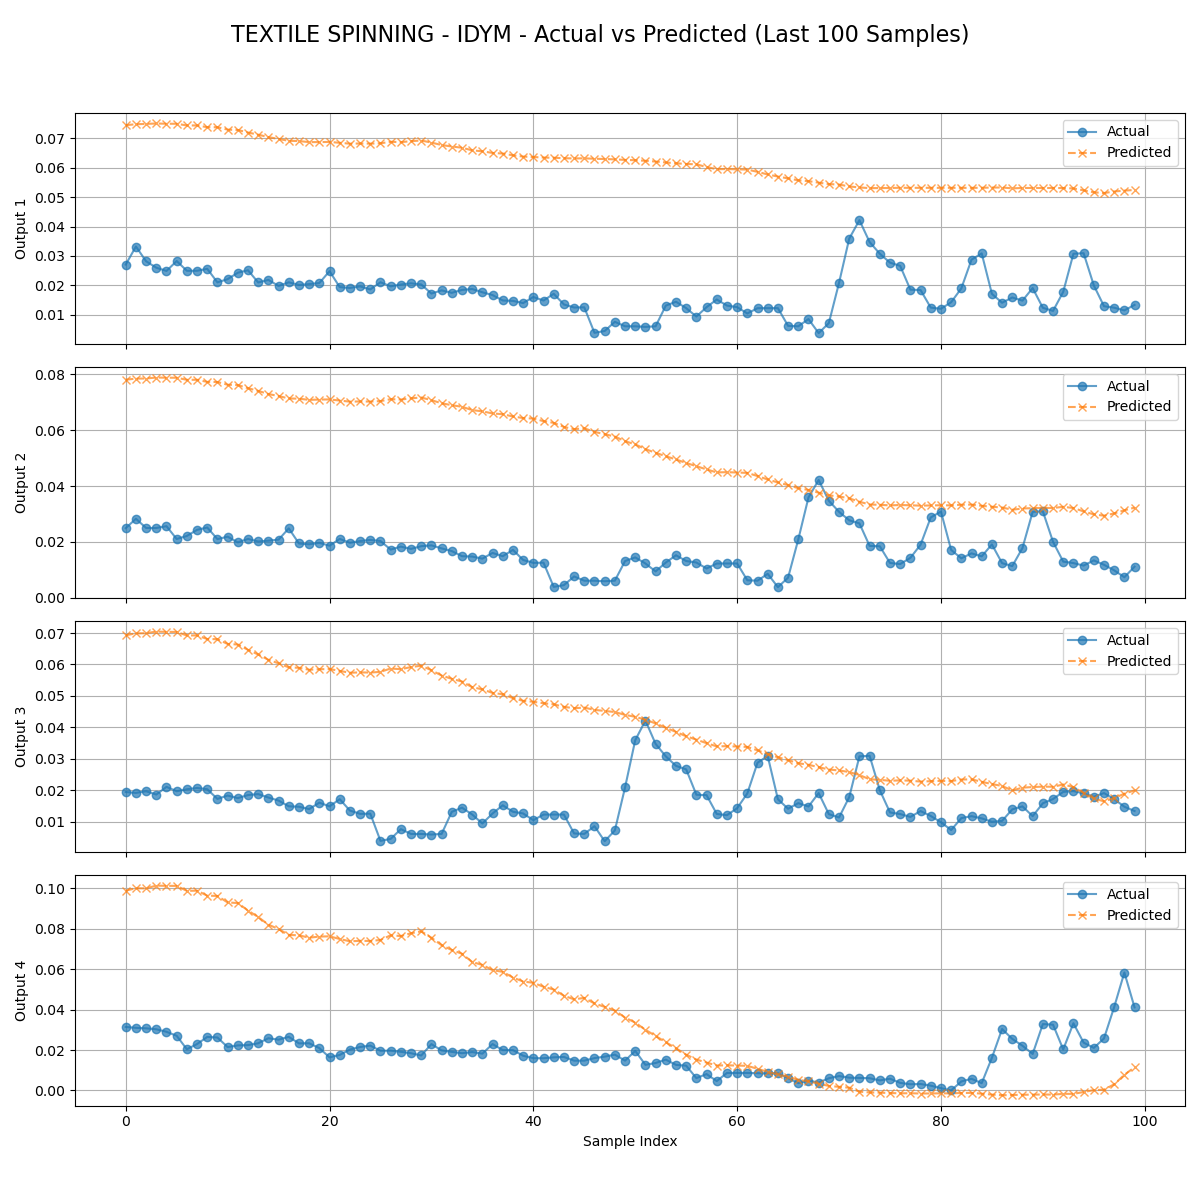 TEXTILE SPINNING - IDYM - Actual vs Predicted (Last 100 Samples)
Output 1
0.07
0.06
0.05
0.04
0.03
0.02
0.01
Actual
Predicted
Output 2
0.08
0.06
0.04
0.02
0.00
Actual
Predicted
Output 3
0.07
0.06
0.05
0.04
0.03
0.02
0.01
Actual
Predicted
Output 4
0.10
0.08
0.06
0.04
0.02
0.00
Actual
Predicted
0 20 40 60 80 100
Sample Index